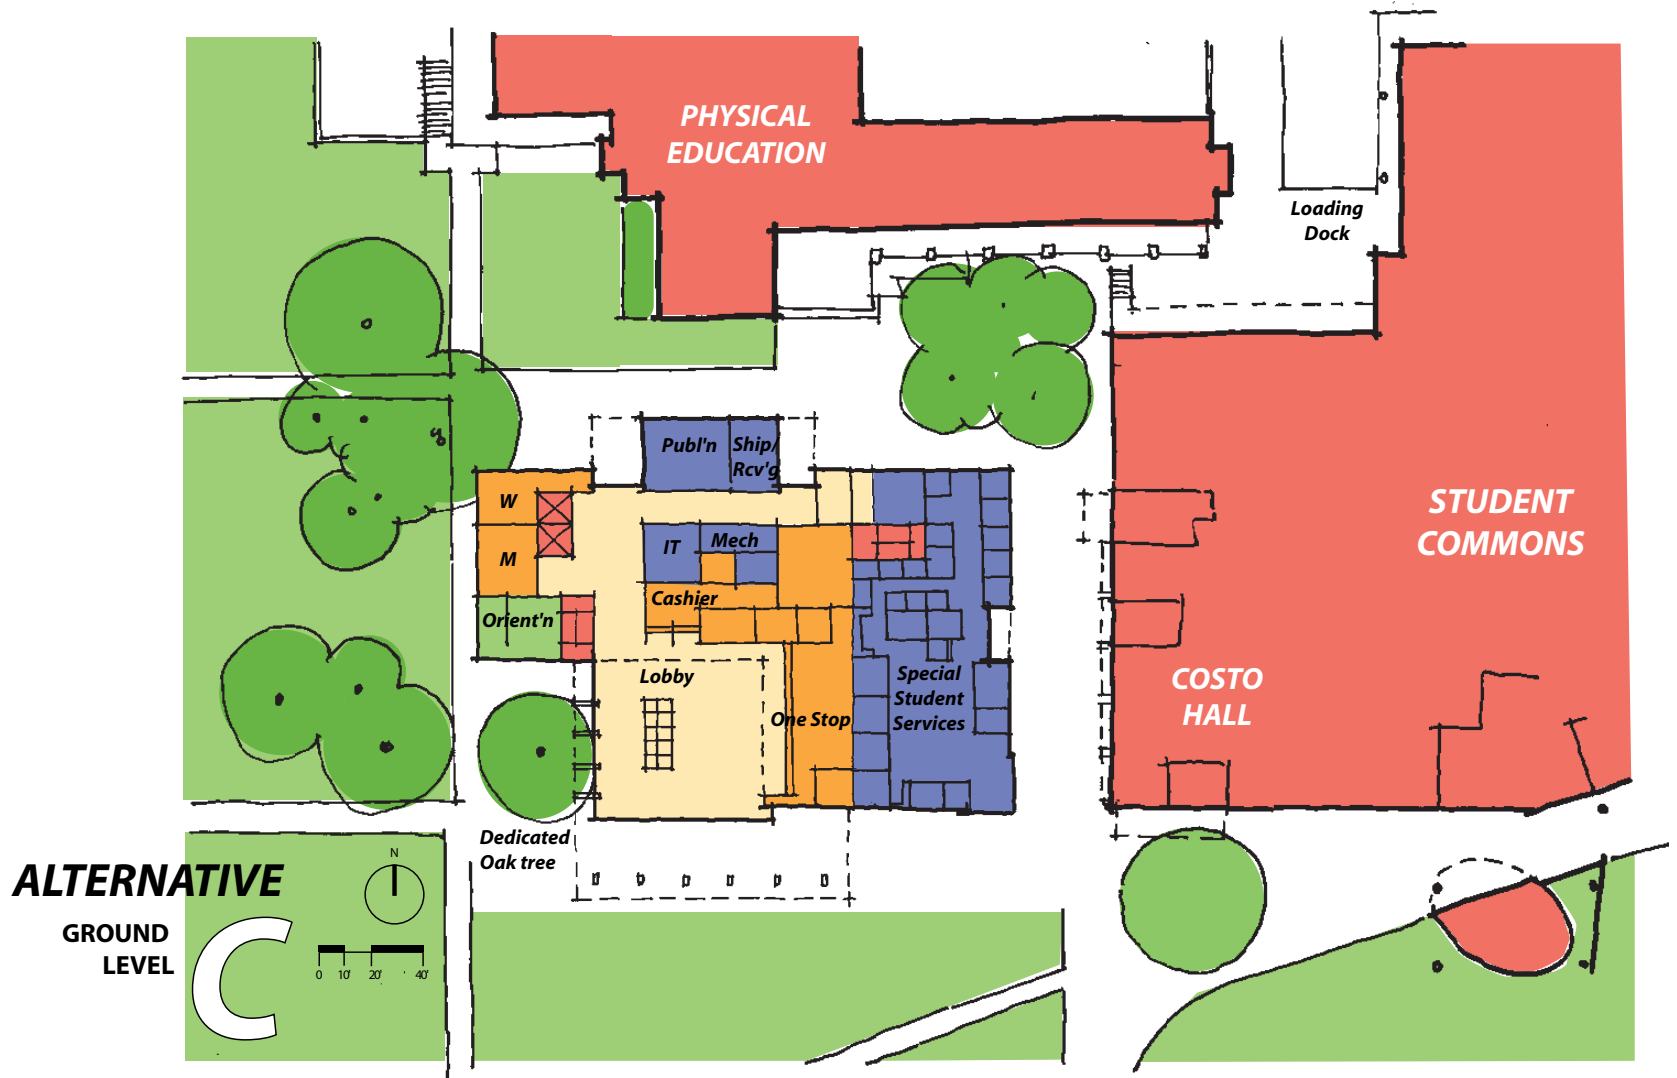 PHYSICAL
EDUCATION
Loading
Dock
Publ'n
Ship/
Rcv'g
W
M
IT
Mech
Cashier
Orient'n
Lobby
One Stop
Special
Student
Services
STUDENT
COMMONS
COSTO
HALL
Dedicated
Oak tree
ALTERNATIVE
GROUND
LEVEL
C
N
0 10' 20' 40'